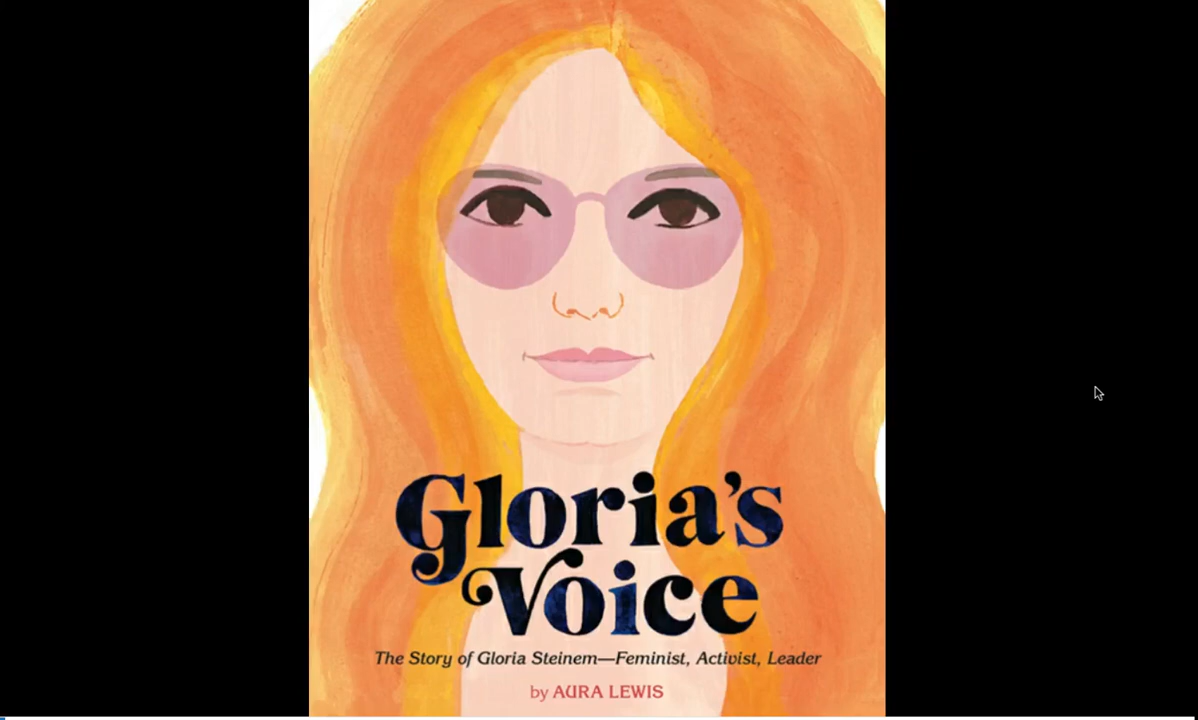 Gloria's
Voice
The Story of Gloria Steinem—Feminist, Activist, Leader
by AURA LEWIS